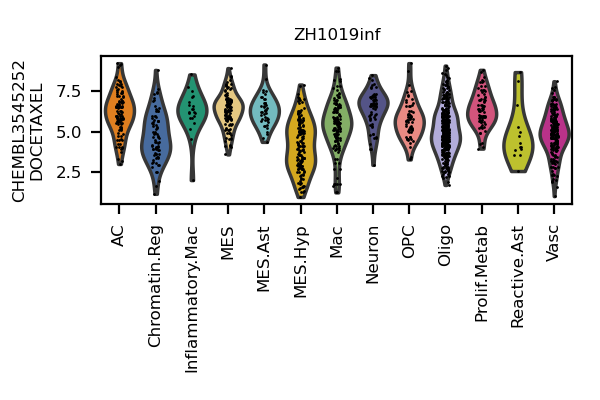 ZH1019inf
CHEMBL3545252
DOCETAXEL
7.5
5.0
2.5
AC
Chromatin.Reg
Inflammatory.Mac
MES
MES.Ast
MES.Hyp
Mac
Neuron
OPC
Oligo
Prolif.Metab
Reactive.Ast
Vasc